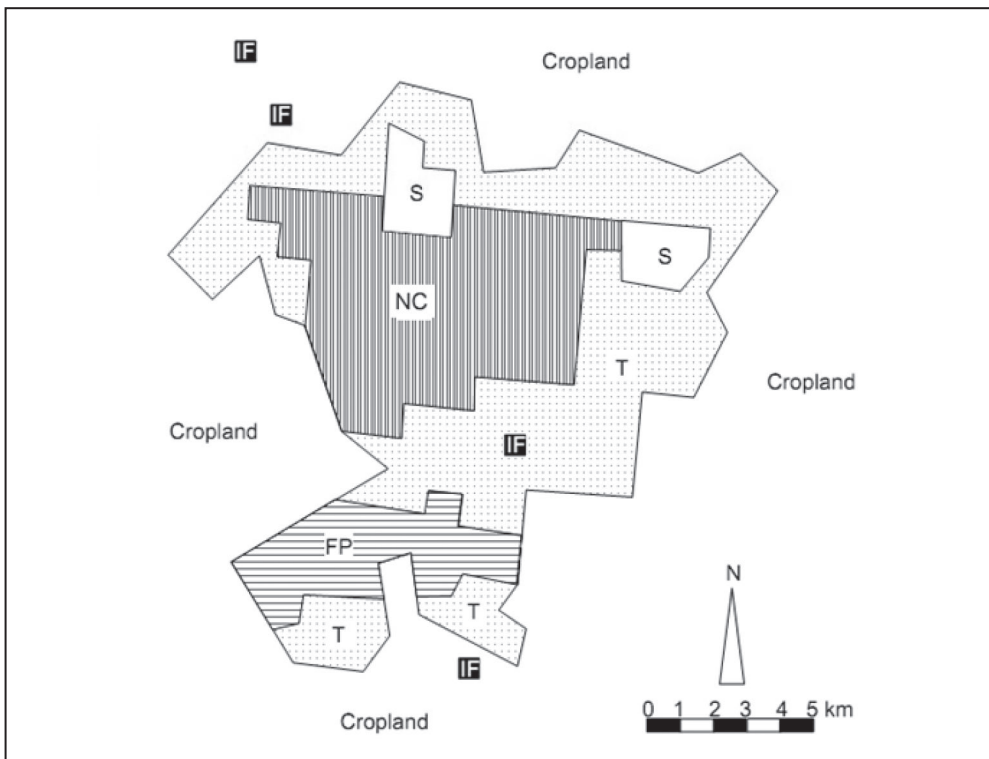 IF
Cropland
IF
S
S
NC
T
Cropland
Cropland
IF
FP
N
T
T
IF
0 1 2 3 4 5 km
Cropland